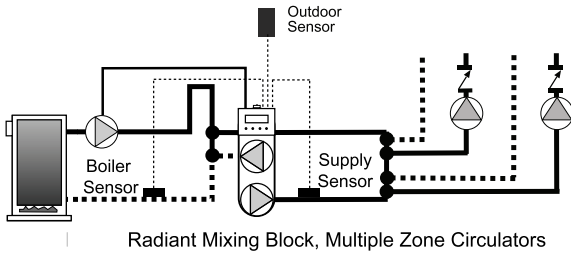 Outdoor
Sensor
Boiler
Sensor
Supply
Sensor
Radiant Mixing Block, Multiple Zone Circulators